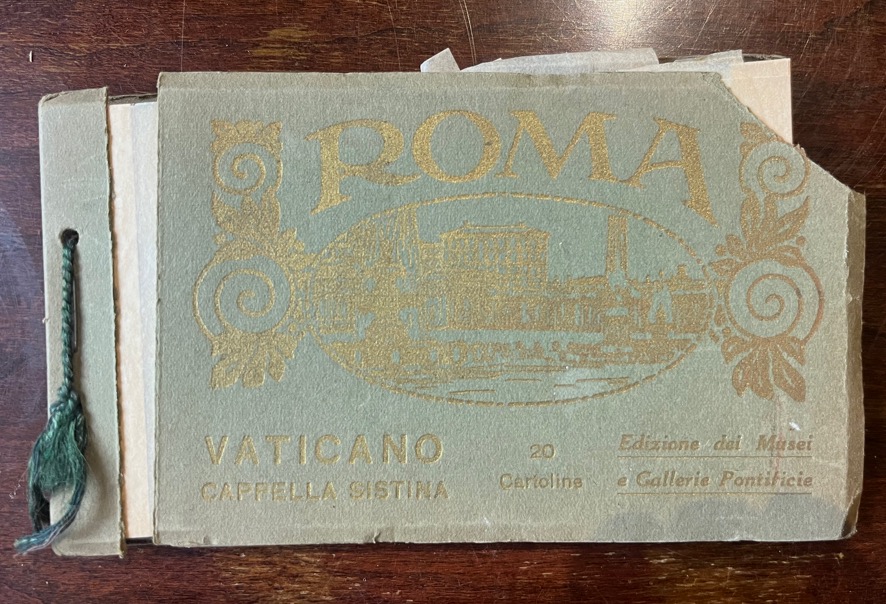 ROMA
VATICANO
CAPPELLA SISTINA
20
Cartoline
Edizione dei Musei
e Gallerie Pontificie